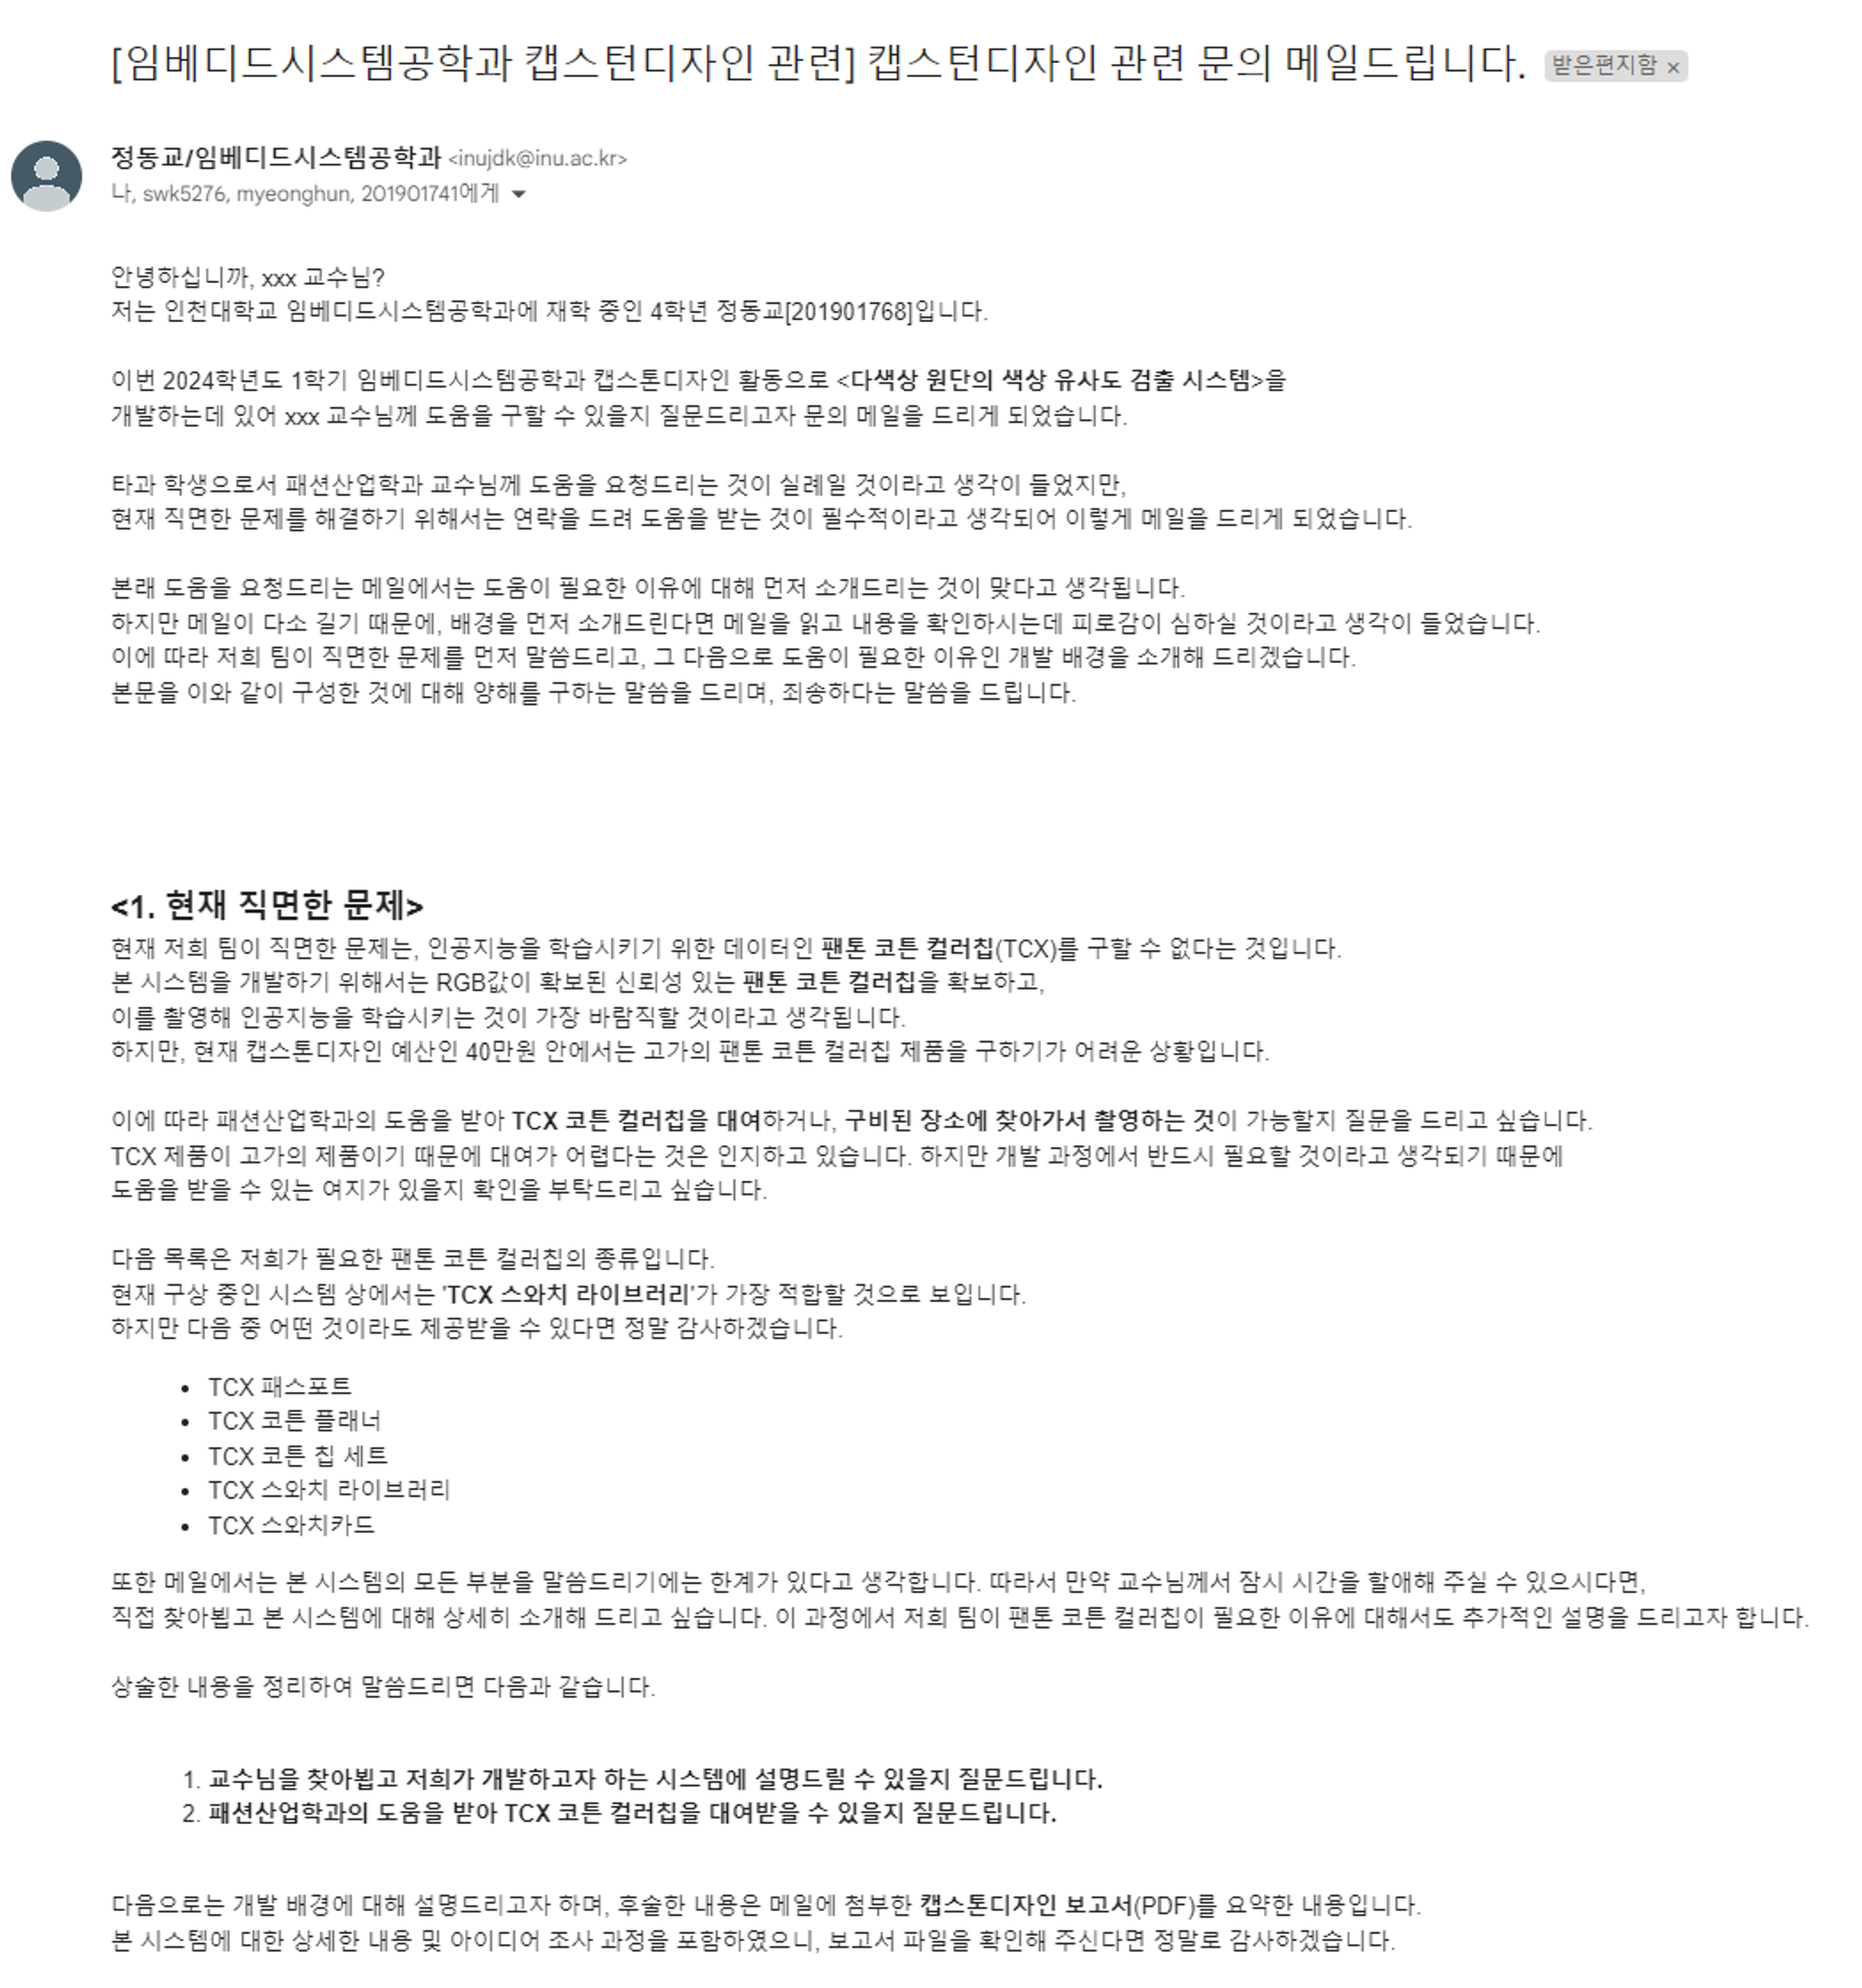 [임베디드시스템공학과 캡스턴디자인 관련] 캡스턴디자인 관련 문의 메일드립니다. 받은편지함 ×
정동교/임베디드시스템공학과 <inujdk@inu.ac.kr>
나, swk5276, myeonghun, 201901741에게
안녕하십니까, xxx 교수님?
저는 인천대학교 임베디드시스템공학과에 재학 중인 4학년 정동교[201901768]입니다.
이번 2024학년도 1학기 임베디드시스템공학과 캡스톤디자인 활동으로 <다색상 원단의 색상 유사도 검출 시스템>을
개발하는데 있어 xxx 교수님께 도움을 구할 수 있을지 질문드리고자 문의 메일을 드리게 되었습니다.
타과 학생으로서 패션산업학과 교수님께 도움을 요청드리는 것이 실례일 것이라고 생각이 들었지만,
현재 직면한 문제를 해결하기 위해서는 연락을 드려 도움을 받는 것이 필수적이라고 생각되어 이렇게 메일을 드리게 되었습니다.
본래 도움을 요청드리는 메일에서는 도움이 필요한 이유에 대해 먼저 소개드리는 것이 맞다고 생각됩니다.
하지만 메일이 다소 길기 때문에, 배경을 먼저 소개드린다면 메일을 읽고 내용을 확인하시는데 피로감이 심하실 것이라고 생각이 들었습니다.
이에 따라 저희 팀이 직면한 문제를 먼저 말씀드리고, 그 다음으로 도움이 필요한 이유인 개발 배경을 소개해 드리겠습니다.
본문을 이와 같이 구성한 것에 대해 양해를 구하는 말씀을 드리며, 죄송하다는 말씀을 드립니다.
<1. 현재 직면한 문제>
현재 저희 팀이 직면한 문제는, 인공지능을 학습시키기 위한 데이터인 팬톤 코튼 컬러칩(TCX)를 구할 수 없다는 것입니다.
본 시스템을 개발하기 위해서는 RGB값이 확보된 신뢰성 있는 팬톤 코튼 컬러칩을 확보하고,
이를 촬영해 인공지능을 학습시키는 것이 가장 바람직할 것이라고 생각됩니다.
하지만, 현재 캡스톤디자인 예산인 40만원 안에서는 고가의 팬톤 코튼 컬러칩 제품을 구하기가 어려운 상황입니다.
이에 따라 패션산업학과의 도움을 받아 TCX 코튼 컬러칩을 대여하거나, 구비된 장소에 찾아가서 촬영하는 것이 가능할지 질문을 드리고 싶습니다.
TCX 제품이 고가의 제품이기 때문에 대여가 어렵다는 것은 인지하고 있습니다. 하지만 개발 과정에서 반드시 필요할 것이라고 생각되기 때문에
도움을 받을 수 있는 여지가 있을지 확인을 부탁드리고 싶습니다.
다음 목록은 저희가 필요한 팬톤 코튼 컬러칩의 종류입니다.
현재 구상 중인 시스템 상에서는 'TCX 스와치 라이브러리'가 가장 적합할 것으로 보입니다.
하지만 다음 중 어떤 것이라도 제공받을 수 있다면 정말 감사하겠습니다.
• TCX 패스포트
• TCX 코튼 플래너
• TCX 코튼 칩 세트
• TCX 스와치 라이브러리
• TCX 스와치카드
또한 메일에서는 본 시스템의 모든 부분을 말씀드리기에는 한계가 있다고 생각합니다. 따라서 만약 교수님께서 잠시 시간을 할애해 주실 수 있으시다면,
직접 찾아뵙고 본 시스템에 대해 상세히 소개해 드리고 싶습니다. 이 과정에서 저희 팀이 팬톤 코튼 컬러칩이 필요한 이유에 대해서도 추가적인 설명을 드리고자 합니다.
상술한 내용을 정리하여 말씀드리면 다음과 같습니다.
1. 교수님을 찾아뵙고 저희가 개발하고자 하는 시스템에 설명드릴 수 있을지 질문드립니다.
2. 패션산업학과의 도움을 받아 TCX 코튼 컬러칩을 대여받을 수 있을지 질문드립니다.
다음으로는 개발 배경에 대해 설명드리고자 하며, 후술한 내용은 메일에 첨부한 캡스톤디자인 보고서(PDF)를 요약한 내용입니다.
본 시스템에 대한 상세한 내용 및 아이디어 조사 과정을 포함하였으니, 보고서 파일을 확인해 주신다면 정말로 감사하겠습니다.